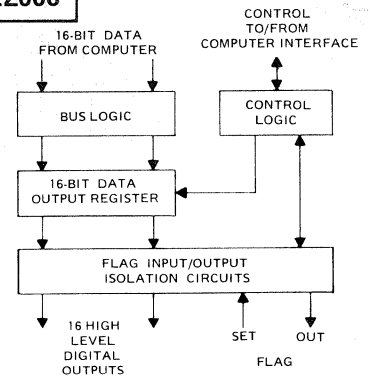 CONTROL
TO/FROM
COMPUTER INTERFACE
16-BIT DATA
FROM COMPUTER
BUS LOGIC
CONTROL
LOGIC
16-BIT DATA
OUTPUT REGISTER
FLAG INPUT/OUTPUT
ISOLATION CIRCUITS
16 HIGH
LEVEL
DIGITAL
OUTPUTS
SET
OUT
FLAG